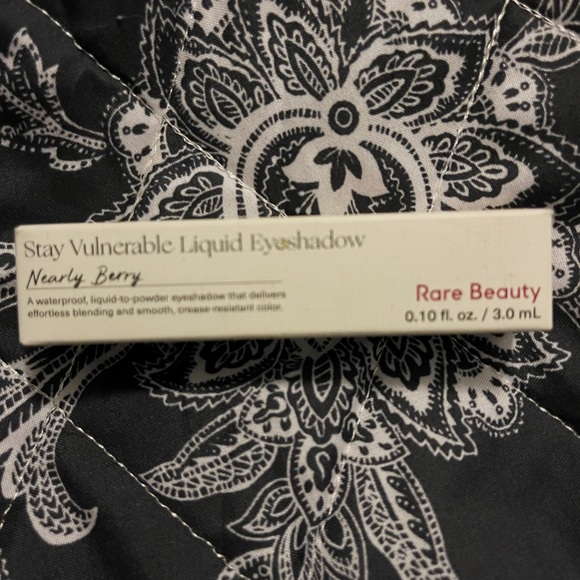 Stay Vulnerable Liquid Eyeshadow
Nearly Berry
A waterproof, liquid-to-powder eyeshadow that delivers
effortless blending and smooth, crease-resistant color.
Rare Beauty
0.10 fl. oz. / 3.0 mL